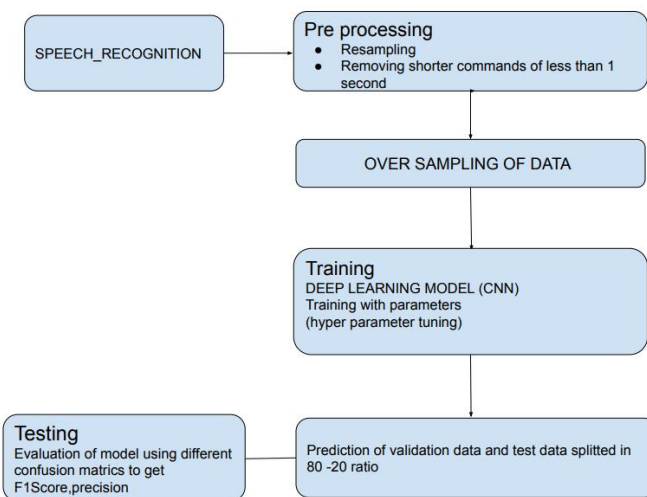 SPEECH_RECOGNITION
Pre processing
● Resampling
● Removing shorter commands of less than 1
second
OVER SAMPLING OF DATA
Training
DEEP LEARNING MODEL (CNN)
Training with parameters
(hyper parameter tuning)
Prediction of validation data and test data splitted in
80 -20 ratio
Testing
Evaluation of model using different
confusion matrics to get
F1Score,precision